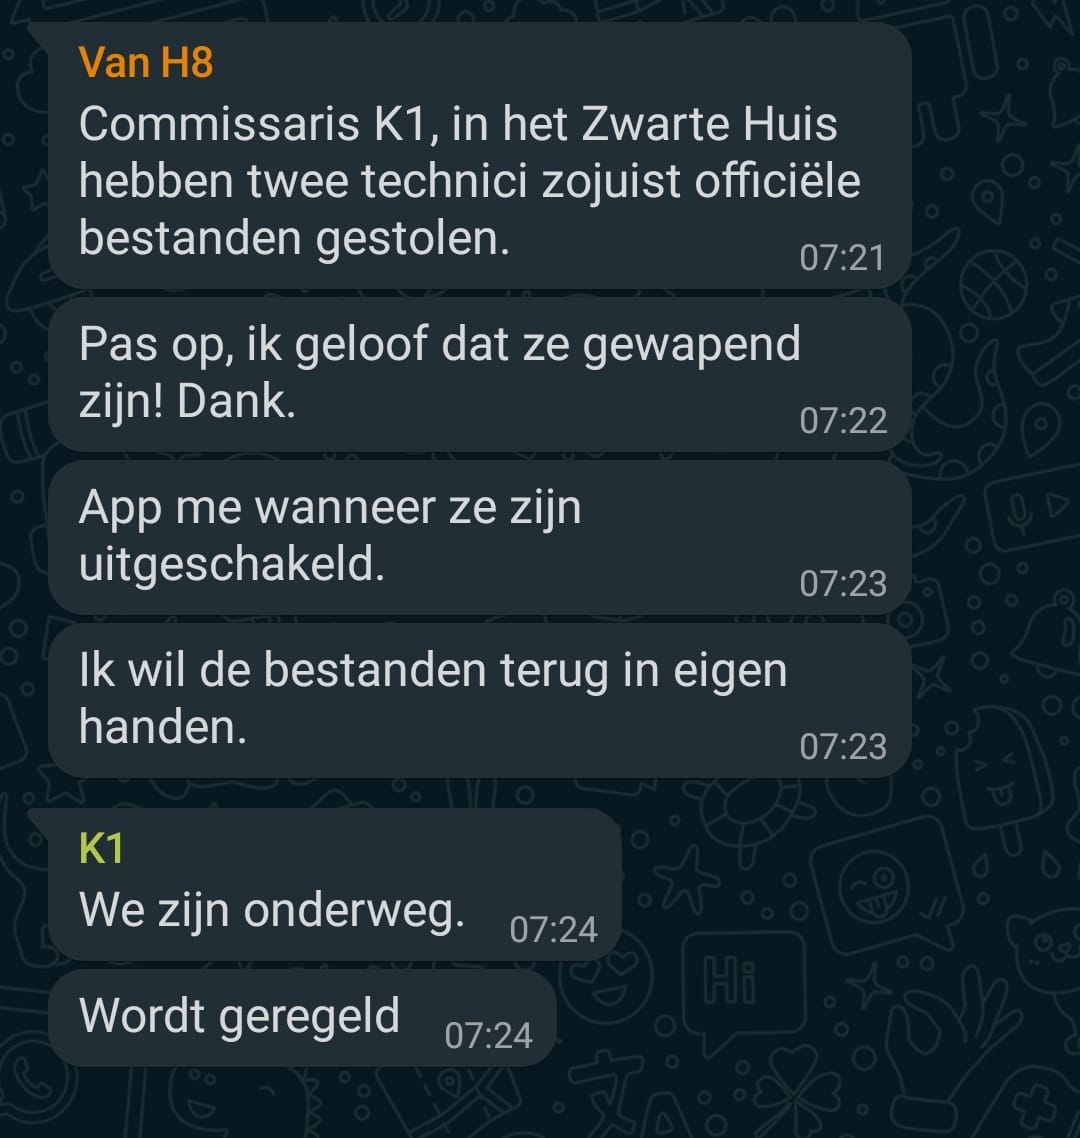 Van H8
Commissaris K1, in het Zwarte Huis
hebben twee technici zojuist officiële
bestanden gestolen.
07:21
Pas op, ik geloof dat ze gewapend
zijn! Dank.
07:22
App me wanneer ze zijn
uitgeschakeld.
07:23
Ik wil de bestanden terug in eigen
handen.
07:23
K1
We zijn onderweg. 07:24
Wordt geregeld 07:24
Hi